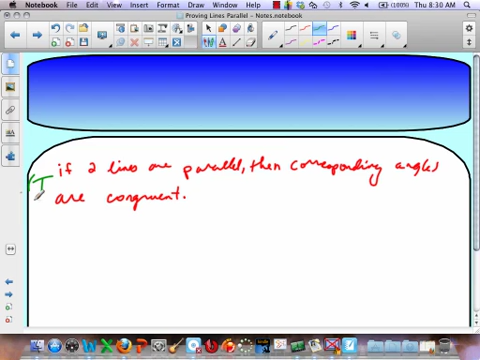 Notebook File Edit View Insert Format Draw Window Help (100%) Thu 8:30 AM
Proving Lines Parallel - Notes.notebook
if 2 lines are parallel, then corresponding angles
T
are congruent.